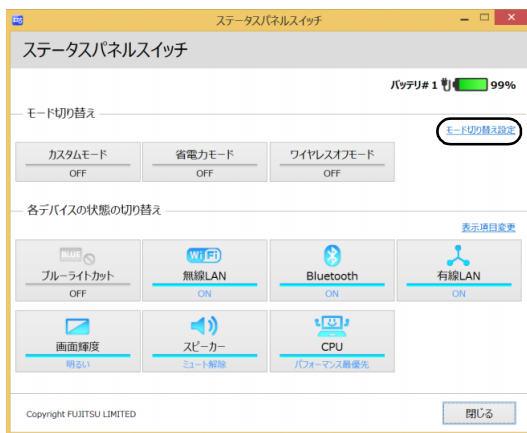 ステータスパネルスイッチ
ステータスパネルスイッチ
バッテリ#1 99%
モード切り替え
モード切り替え設定
カスタムモード 省電力モード ワイヤレスオフモード
OFF OFF OFF
各デバイスの状態の切り替え
表示項目変更
BLUE WiFi
ブルーライトカット 無線LAN Bluetooth 有線LAN
OFF ON ON ON
画面輝度 スピーカー CPU
明るい ミュート解除 パフォーマンス最優先
Copyright FUJITSU LIMITED 閉じる